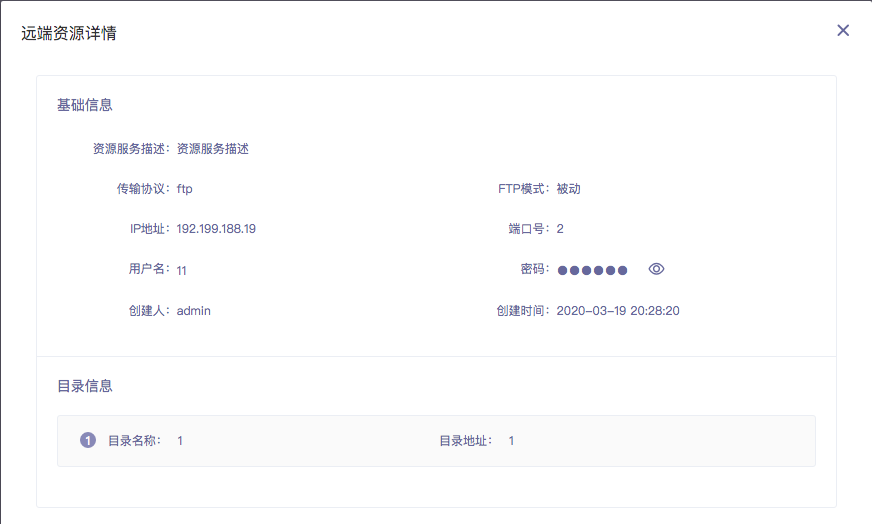 远端资源详情
基础信息
资源服务描述： 资源服务描述
传输协议： ftp FTP模式： 被动
IP地址： 192.199.188.19 端口号： 2
用户名： 11 密码： ●●●●●●
创建人： admin 创建时间： 2020-03-19 20:28:20
目录信息
1 目录名称： 1 目录地址： 1